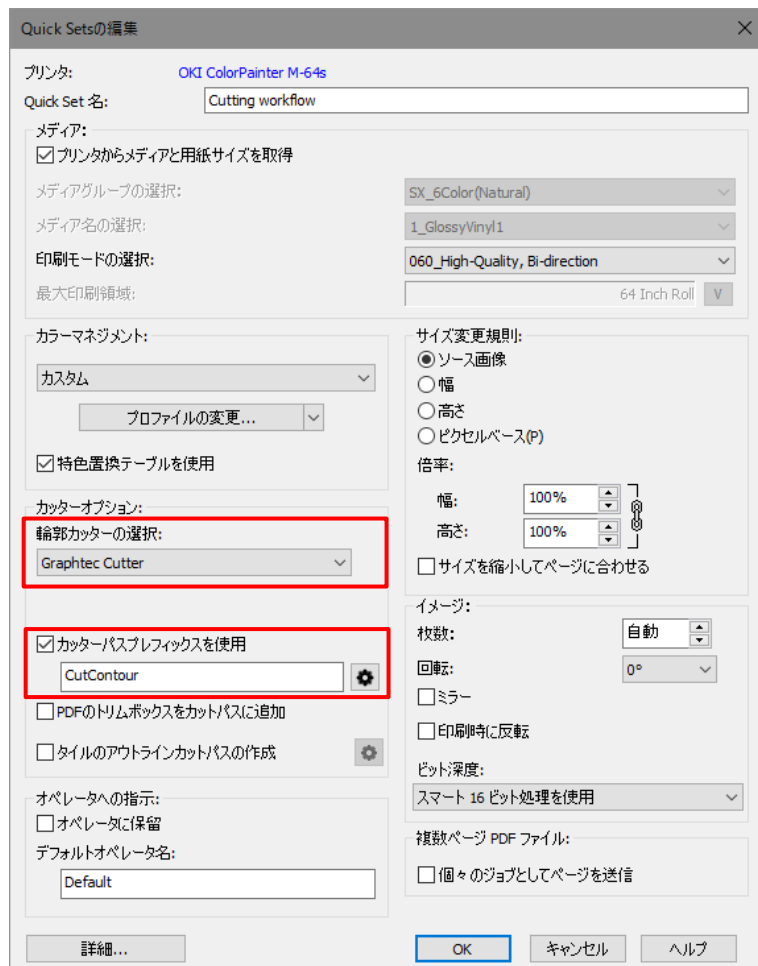 Quick Setsの編集
プリンタ: OKI ColorPainter M-64s
Quick Set 名: Cutting workflow
メディア:
プリンタからメディアと用紙サイズを取得
メディアグループの選択: SX_6Color(Natural)
メディア名の選択: 1_GlossyVinyl1
印刷モードの選択: 060_High-Quality, Bi-direction
最大印刷領域: 64 Inch Roll V
カラーマネジメント:
カスタム
プロファイルの変更...
特色置換テーブルを使用
カッターオプション:
輪郭カッターの選択:
Graphtec Cutter
カッターパスプレフィックスを使用
CutContour
PDFのトリムボックスをカットパスに追加
タイルのアウトラインカットパスの作成
オペレータへの指示:
オペレータに保留
デフォルトオペレータ名:
Default
サイズ変更規則:
ソース画像
幅
高さ
ピクセルベース(P)
倍率:
幅: 100%
高さ: 100%
サイズを縮小してページに合わせる
イメージ:
枚数: 自動
回転: 0°
ミラー
印刷時に反転
ビット深度:
スマート 16 ビット処理を使用
複数ページ PDF ファイル:
個々のジョブとしてページを送信
詳細...
OK
キャンセル
ヘルプ